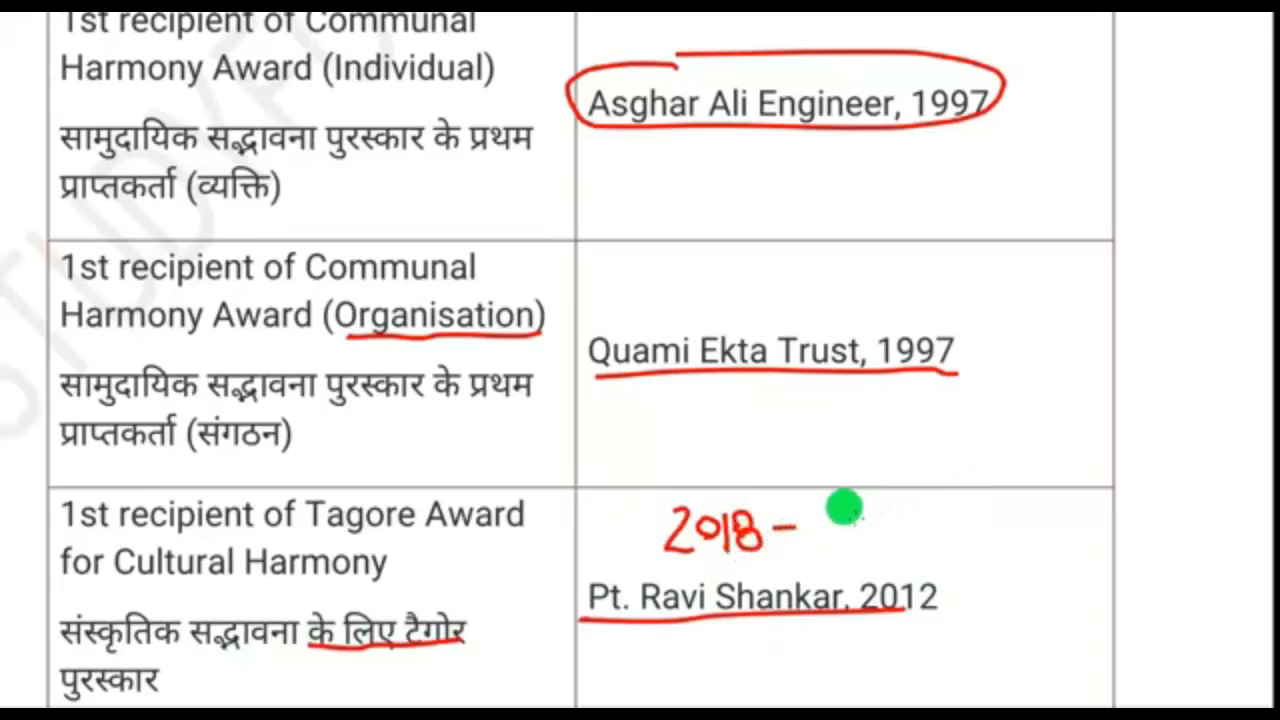 1st recipient of Communal
Harmony Award (Individual)
सामुदायिक सद्भावना पुरस्कार के प्रथम
प्राप्तकर्ता (व्यक्ति)
Asghar Ali Engineer, 1997
1st recipient of Communal
Harmony Award (Organisation)
सामुदायिक सद्भावना पुरस्कार के प्रथम
प्राप्तकर्ता (संगठन)
Quami Ekta Trust, 1997
1st recipient of Tagore Award
for Cultural Harmony
संस्कृतिक सद्भावना के लिए टैगोर
पुरस्कार
2018 -
Pt. Ravi Shankar, 2012